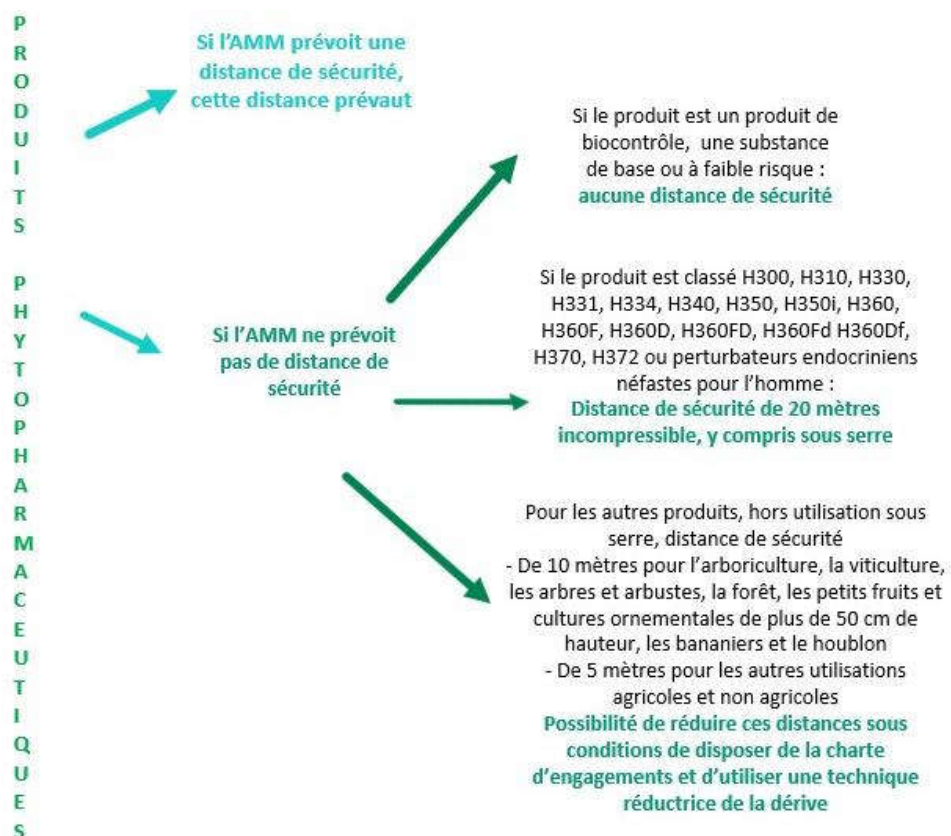 PRODUITS PHYTOPHARMACEUTIQUES
Si l'AMM prévoit une
distance de sécurité,
cette distance prévaut
Si l'AMM ne prévoit
pas de distance de
sécurité
Si le produit est un produit de
biocontrôle, une substance
de base ou à faible risque :
aucune distance de sécurité
Si le produit est classé H300, H310, H330,
H331, H334, H340, H350, H350i, H360,
H360F, H360D, H360FD, H360Fd H360Df,
H370, H372 ou perturbateurs endocriniens
néfastes pour l'homme :
Distance de sécurité de 20 mètres
incompressible, y compris sous serre
Pour les autres produits, hors utilisation sous
serre, distance de sécurité
- De 10 mètres pour l'arboriculture, la viticulture,
les arbres et arbustes, la forêt, les petits fruits et
cultures ornementales de plus de 50 cm de
hauteur, les bananiers et le houblon
- De 5 mètres pour les autres utilisations
agricoles et non agricoles
Possibilité de réduire ces distances sous
conditions de disposer de la charte
d'engagements et d'utiliser une technique
réductrice de la dérive